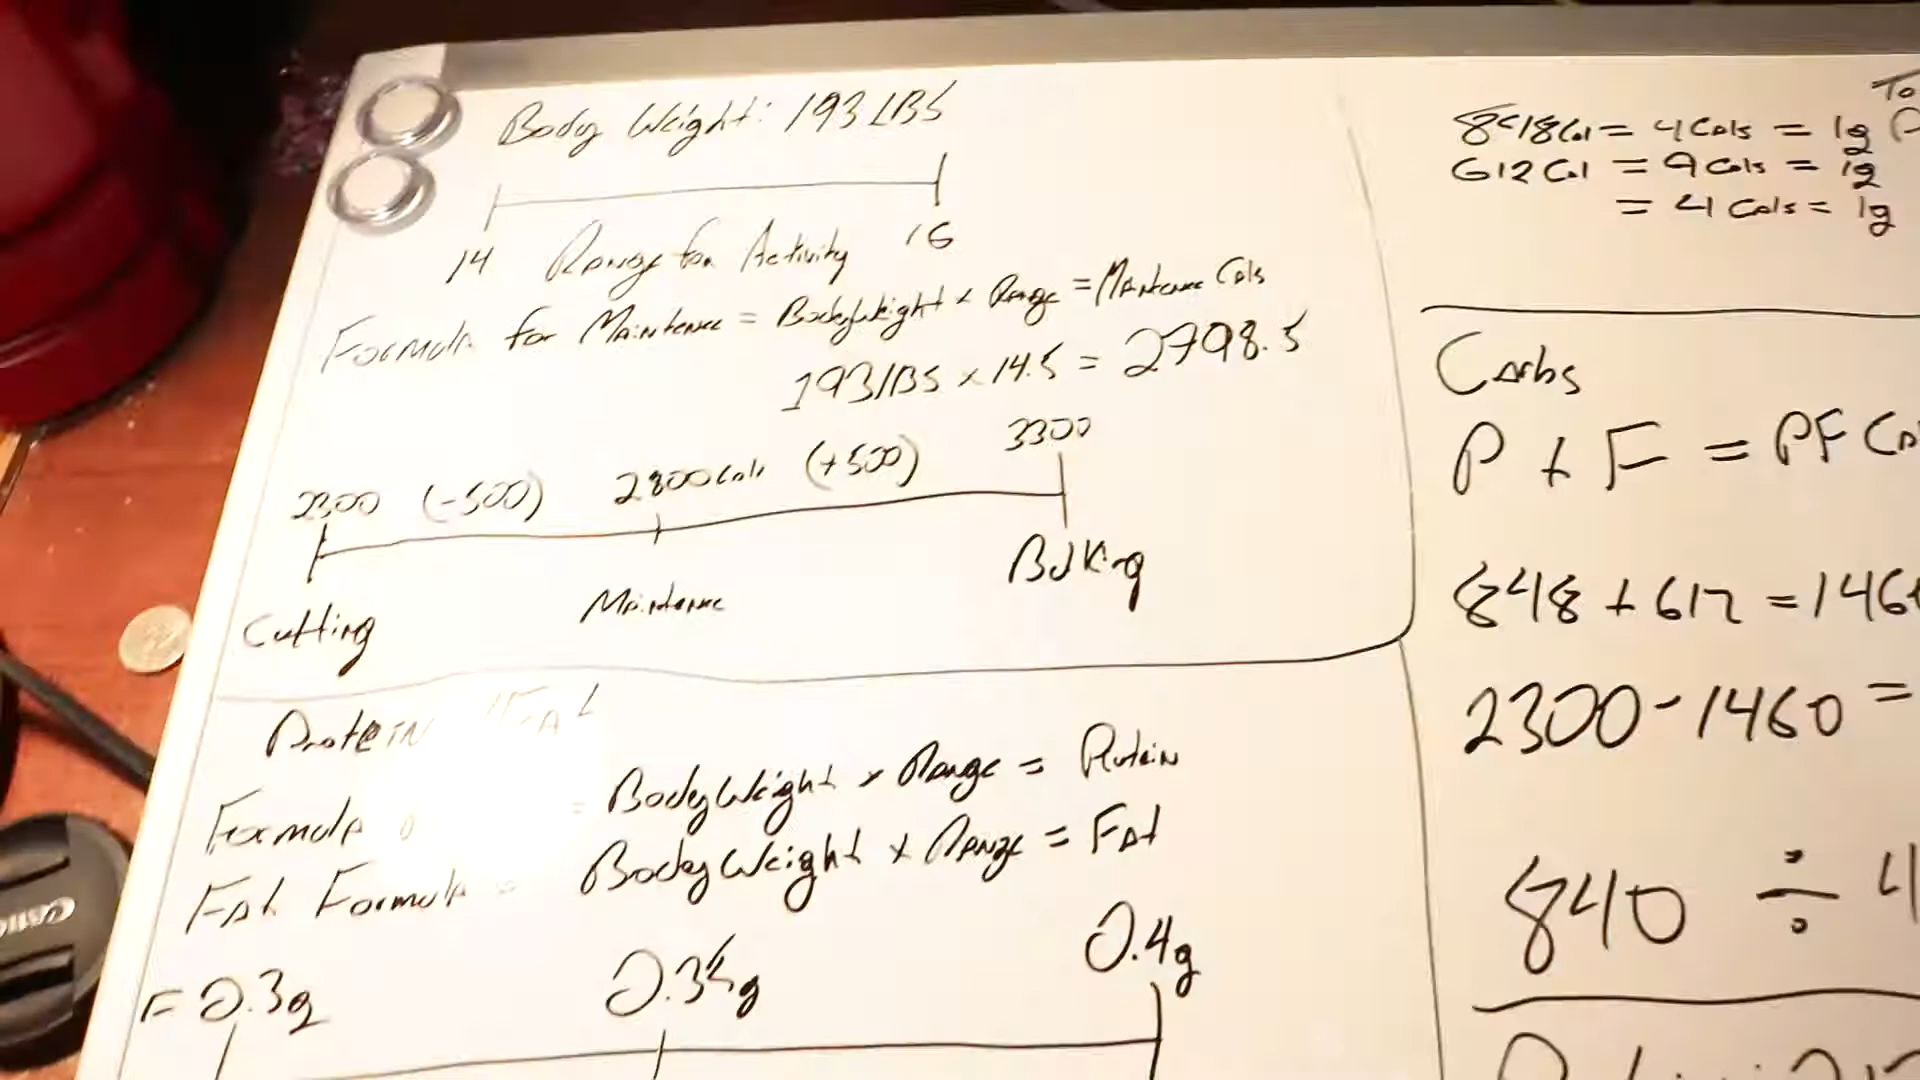 Body Weight: 193 LBS
14 Range for Activity 16
Formula for Maintenance = BodyWeight x Range = Maintenance Cals
193 LBS x 14.5 = 2798.5
2300 (-500) 2800 Cals (+500) 3300
Cutting Maintenance Bulking
Protein Fat
Formula = BodyWeight x Range = Protein
Fat Formula = BodyWeight x Range = Fat
F = 0.3g 0.35g 0.4g
848 Cal = 4 Cals = 1g
612 Cal = 9 Cals = 1g
= 4 Cals = 1g
Carbs
P + F = PF
848 + 612 = 146
2300 - 1460 =
840 ÷ 4